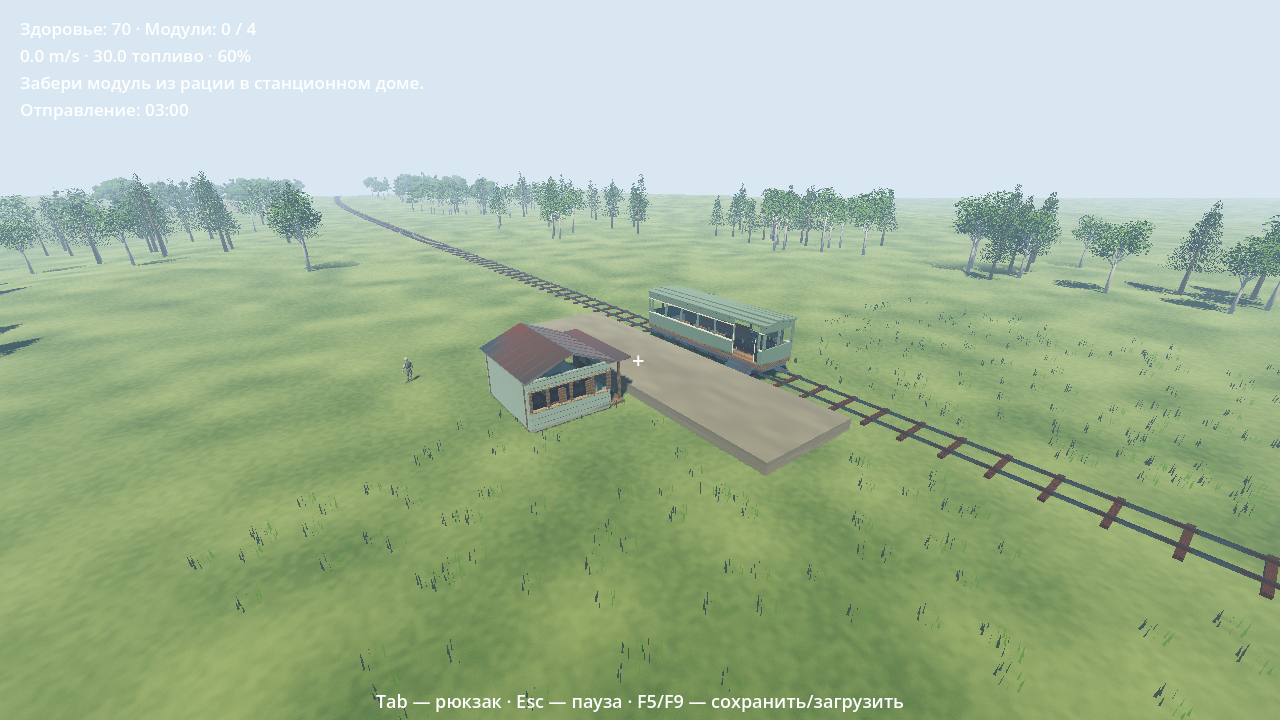 Здоровье: 70 · Модули: 0 / 4
0.0 m/s · 30.0 топливо · 60%
Забери модуль из рации в станционном доме.
Отправление: 03:00
Tab — рюкзак · Esc — пауза · F5/F9 — сохранить/загрузить